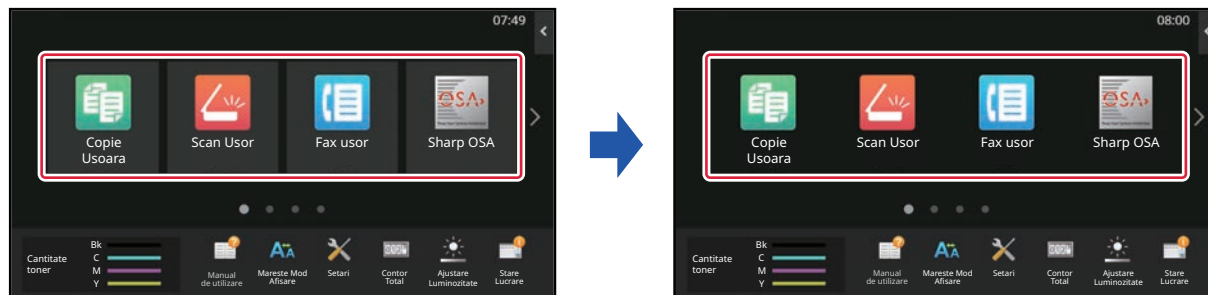 07:49
Copie
Usoara
Scan Usor
Fax usor
OSA
Sharp OSA
Cantitate
toner
Bk
C
M
Y
Manual
de utilizare
Mareste Mod
Afisare
Setari
Contor
Total
Ajustare
Luminozitate
Stare
Lucrare
08:00
Copie
Usoara
Scan Usor
Fax usor
OSA
Sharp OSA
Cantitate
toner
Bk
C
M
Y
Manual
de utilizare
Mareste Mod
Afisare
Setari
Contor
Total
Ajustare
Luminozitate
Stare
Lucrare